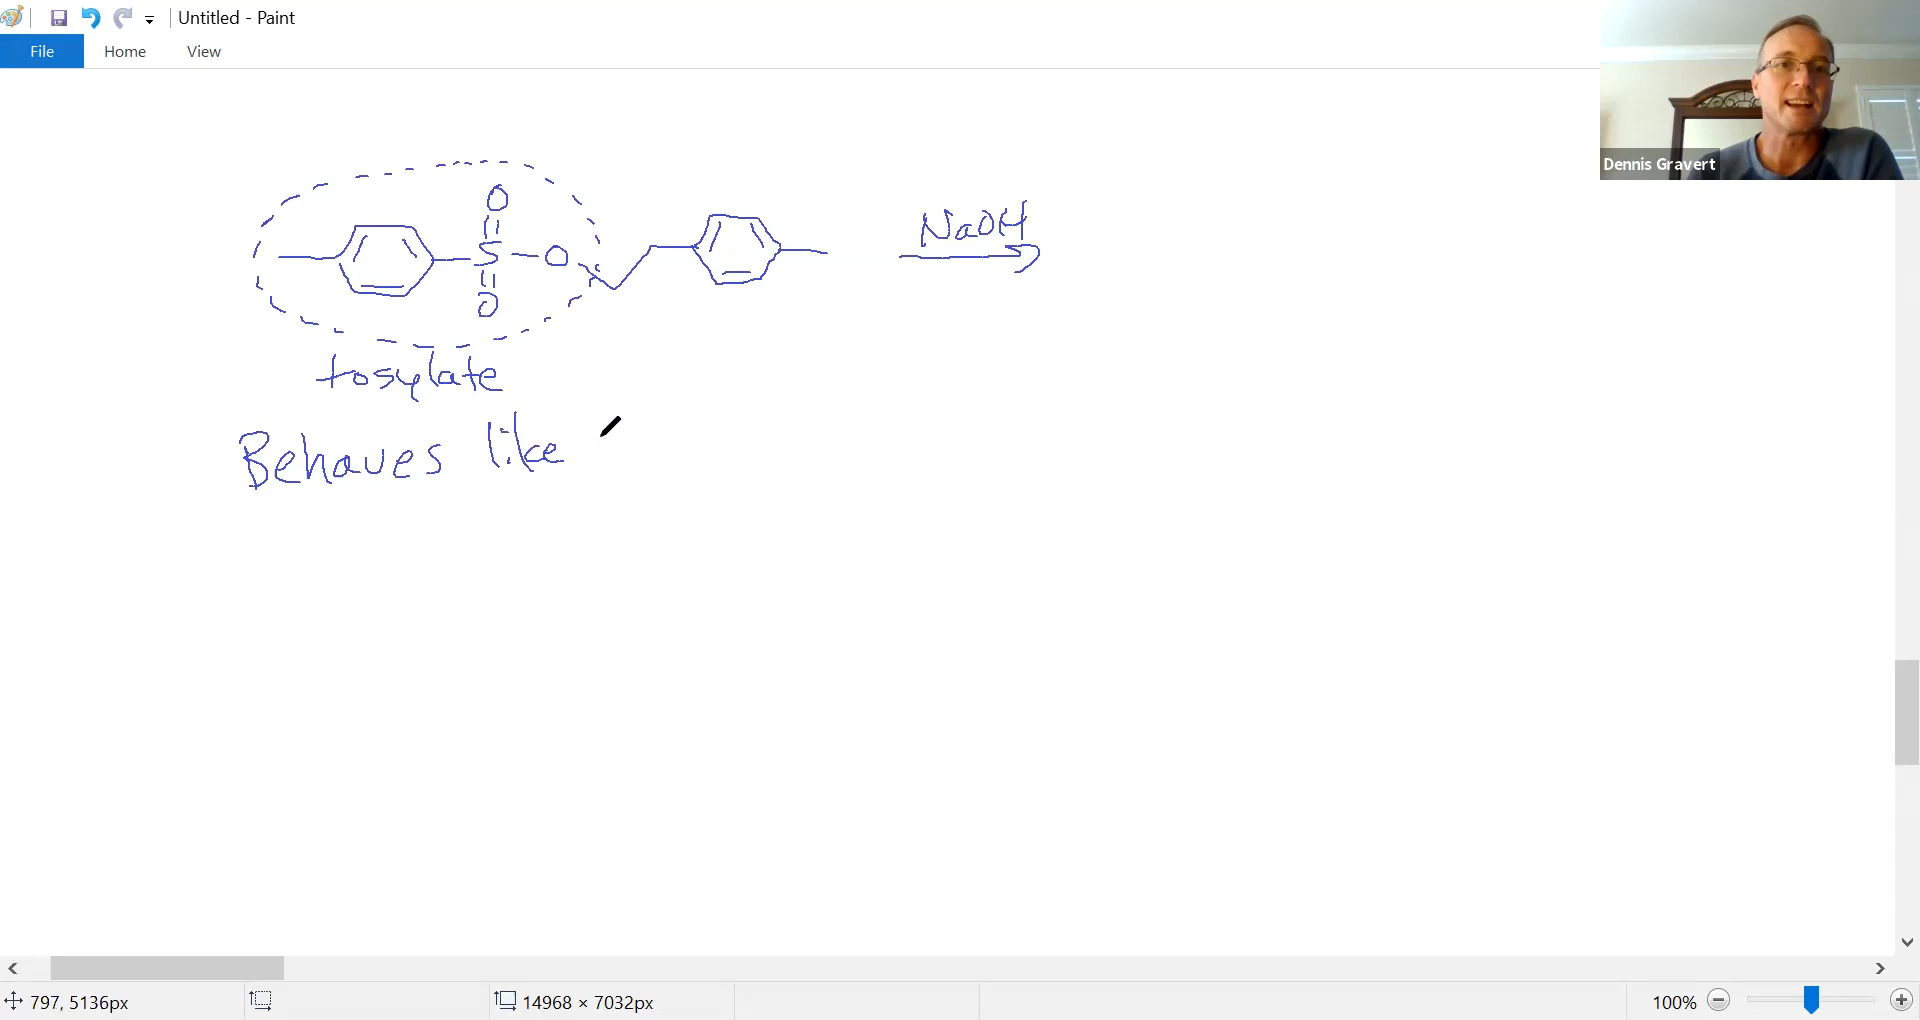 Untitled - Paint
File Home View
Dennis Gravert
O
S
O
O
NaOH
tosylate
Behaves like
797, 5136px
14968 × 7032px
100%